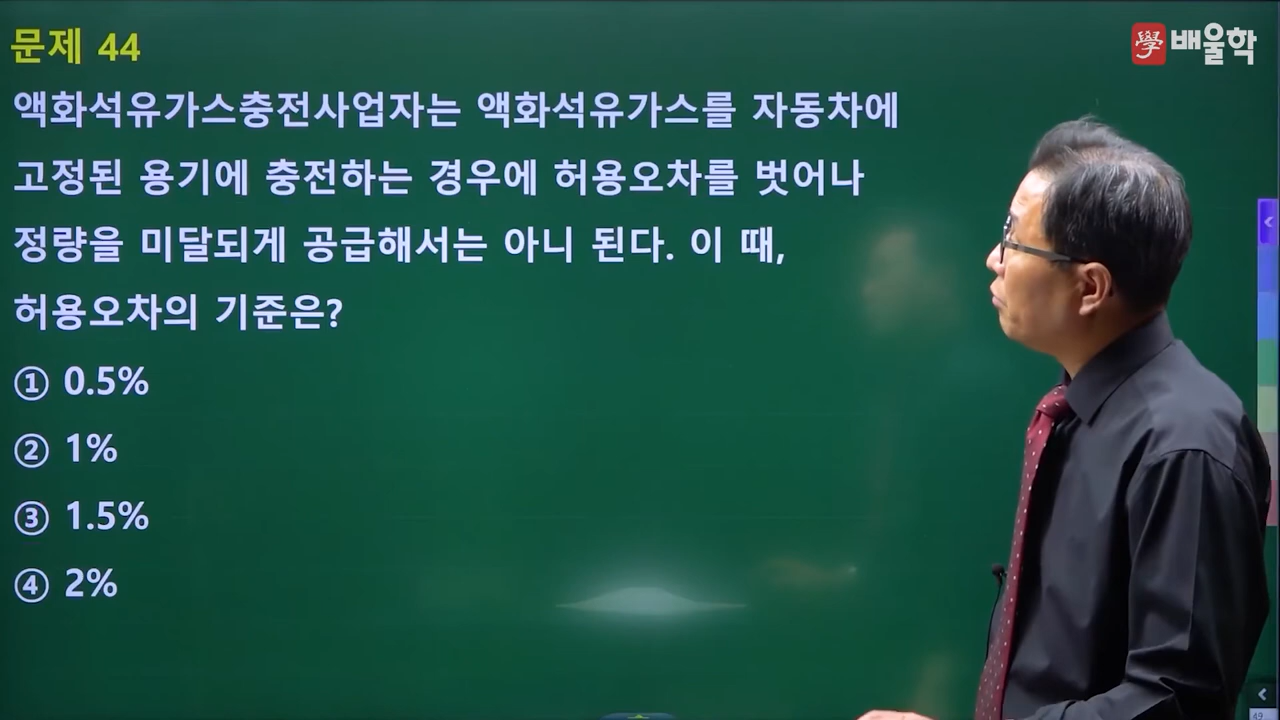 문제 44
學 배울학
액화석유가스충전사업자는 액화석유가스를 자동차에
고정된 용기에 충전하는 경우에 허용오차를 벗어나
정량을 미달되게 공급해서는 아니 된다. 이 때,
허용오차의 기준은?
① 0.5%
② 1%
③ 1.5%
④ 2%
49